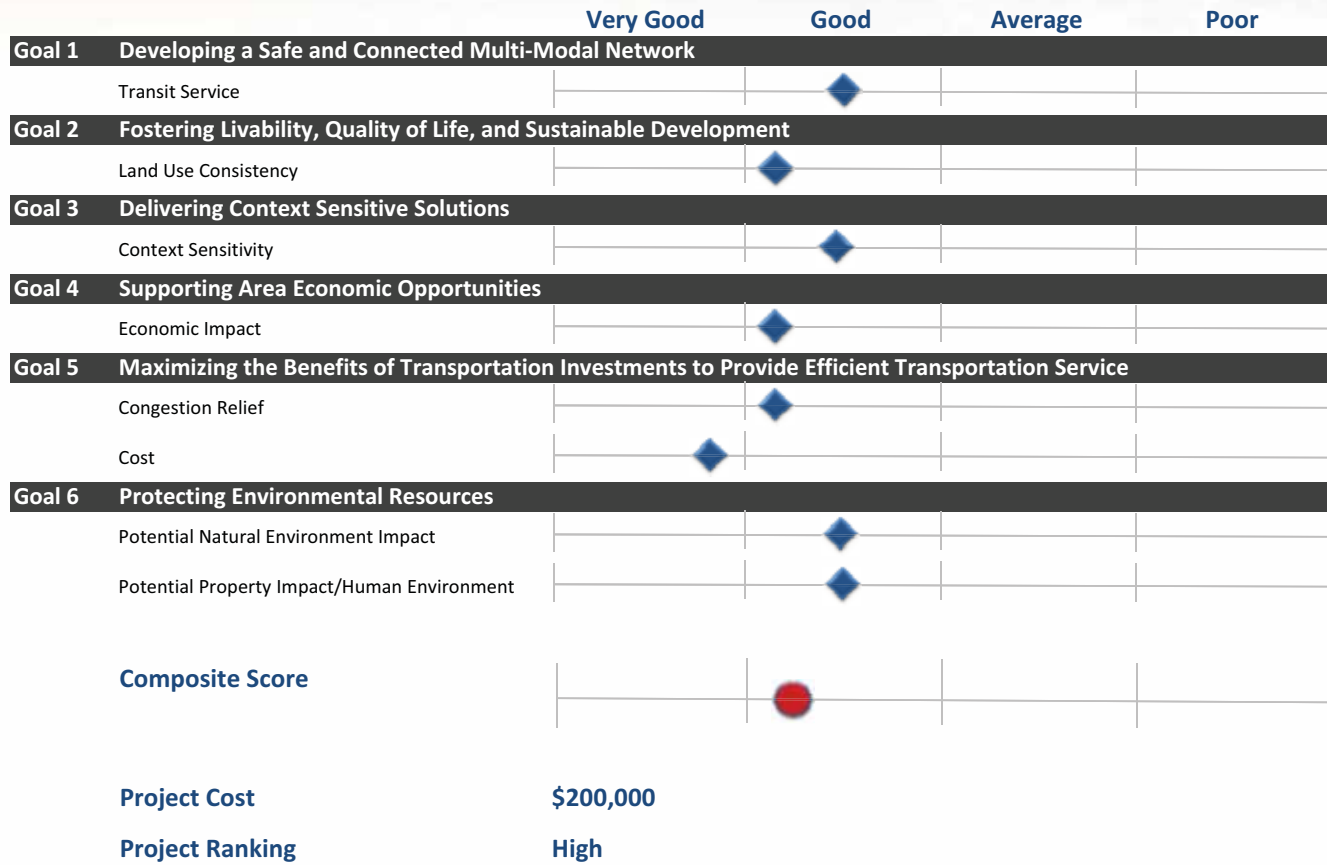 Very Good Good Average Poor
Goal 1 Developing a Safe and Connected Multi-Modal Network
Transit Service
Goal 2 Fostering Livability, Quality of Life, and Sustainable Development
Land Use Consistency
Goal 3 Delivering Context Sensitive Solutions
Context Sensitivity
Goal 4 Supporting Area Economic Opportunities
Economic Impact
Goal 5 Maximizing the Benefits of Transportation Investments to Provide Efficient Transportation Service
Congestion Relief
Cost
Goal 6 Protecting Environmental Resources
Potential Natural Environment Impact
Potential Property Impact/Human Environment
Composite Score
Project Cost $200,000
Project Ranking High